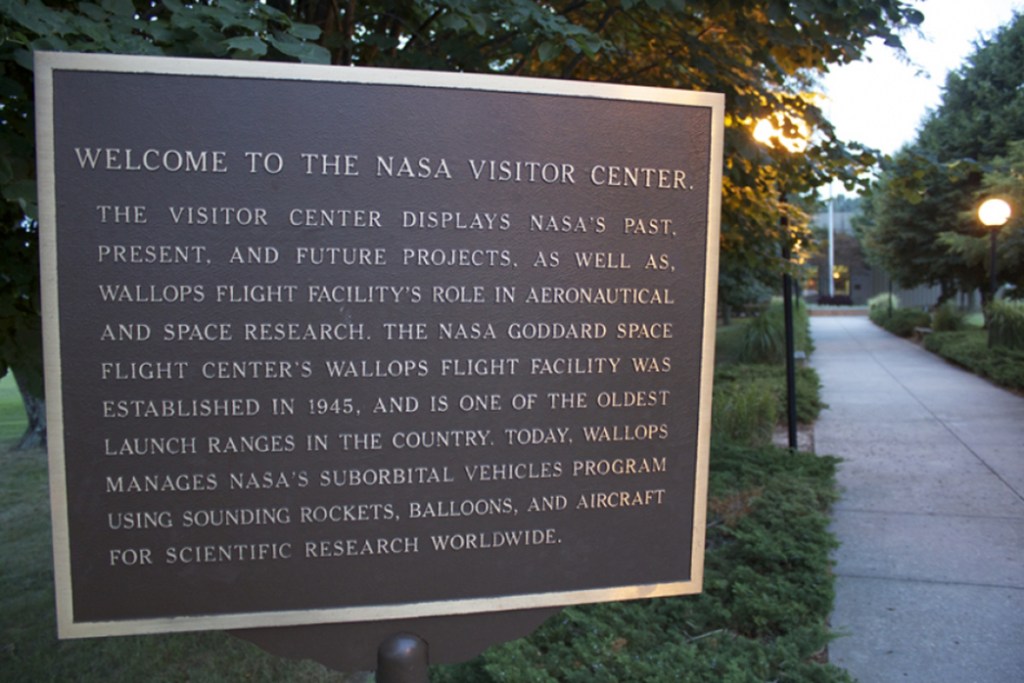 WELCOME TO THE NASA VISITOR CENTER.
THE VISITOR CENTER DISPLAYS NASA'S PAST,
PRESENT, AND FUTURE PROJECTS, AS WELL AS,
WALLOPS FLIGHT FACILITY'S ROLE IN AERONAUTICAL
AND SPACE RESEARCH. THE NASA GODDARD SPACE
FLIGHT CENTER'S WALLOPS FLIGHT FACILITY WAS
ESTABLISHED IN 1945, AND IS ONE OF THE OLDEST
LAUNCH RANGES IN THE COUNTRY. TODAY, WALLOPS
MANAGES NASA'S SUBORBITAL VEHICLES PROGRAM
USING SOUNDING ROCKETS, BALLOONS, AND AIRCRAFT
FOR SCIENTIFIC RESEARCH WORLDWIDE.